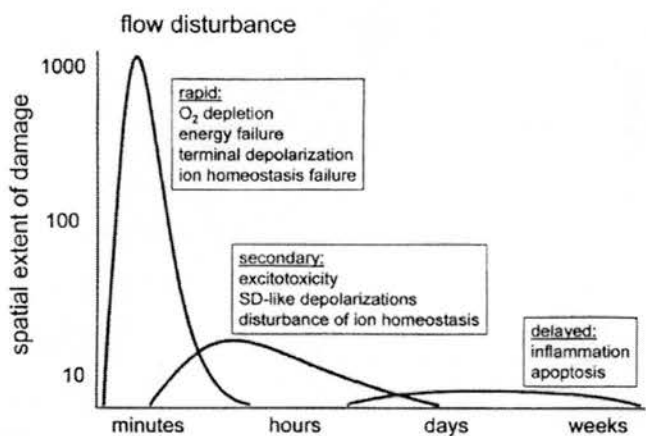 flow disturbance
1000
100
10
spatial extent of damage
rapid:
O₂ depletion
energy failure
terminal depolarization
ion homeostasis failure
secondary:
excitotoxicity
SD-like depolarizations
disturbance of ion homeostasis
delayed:
inflammation
apoptosis
minutes hours days weeks